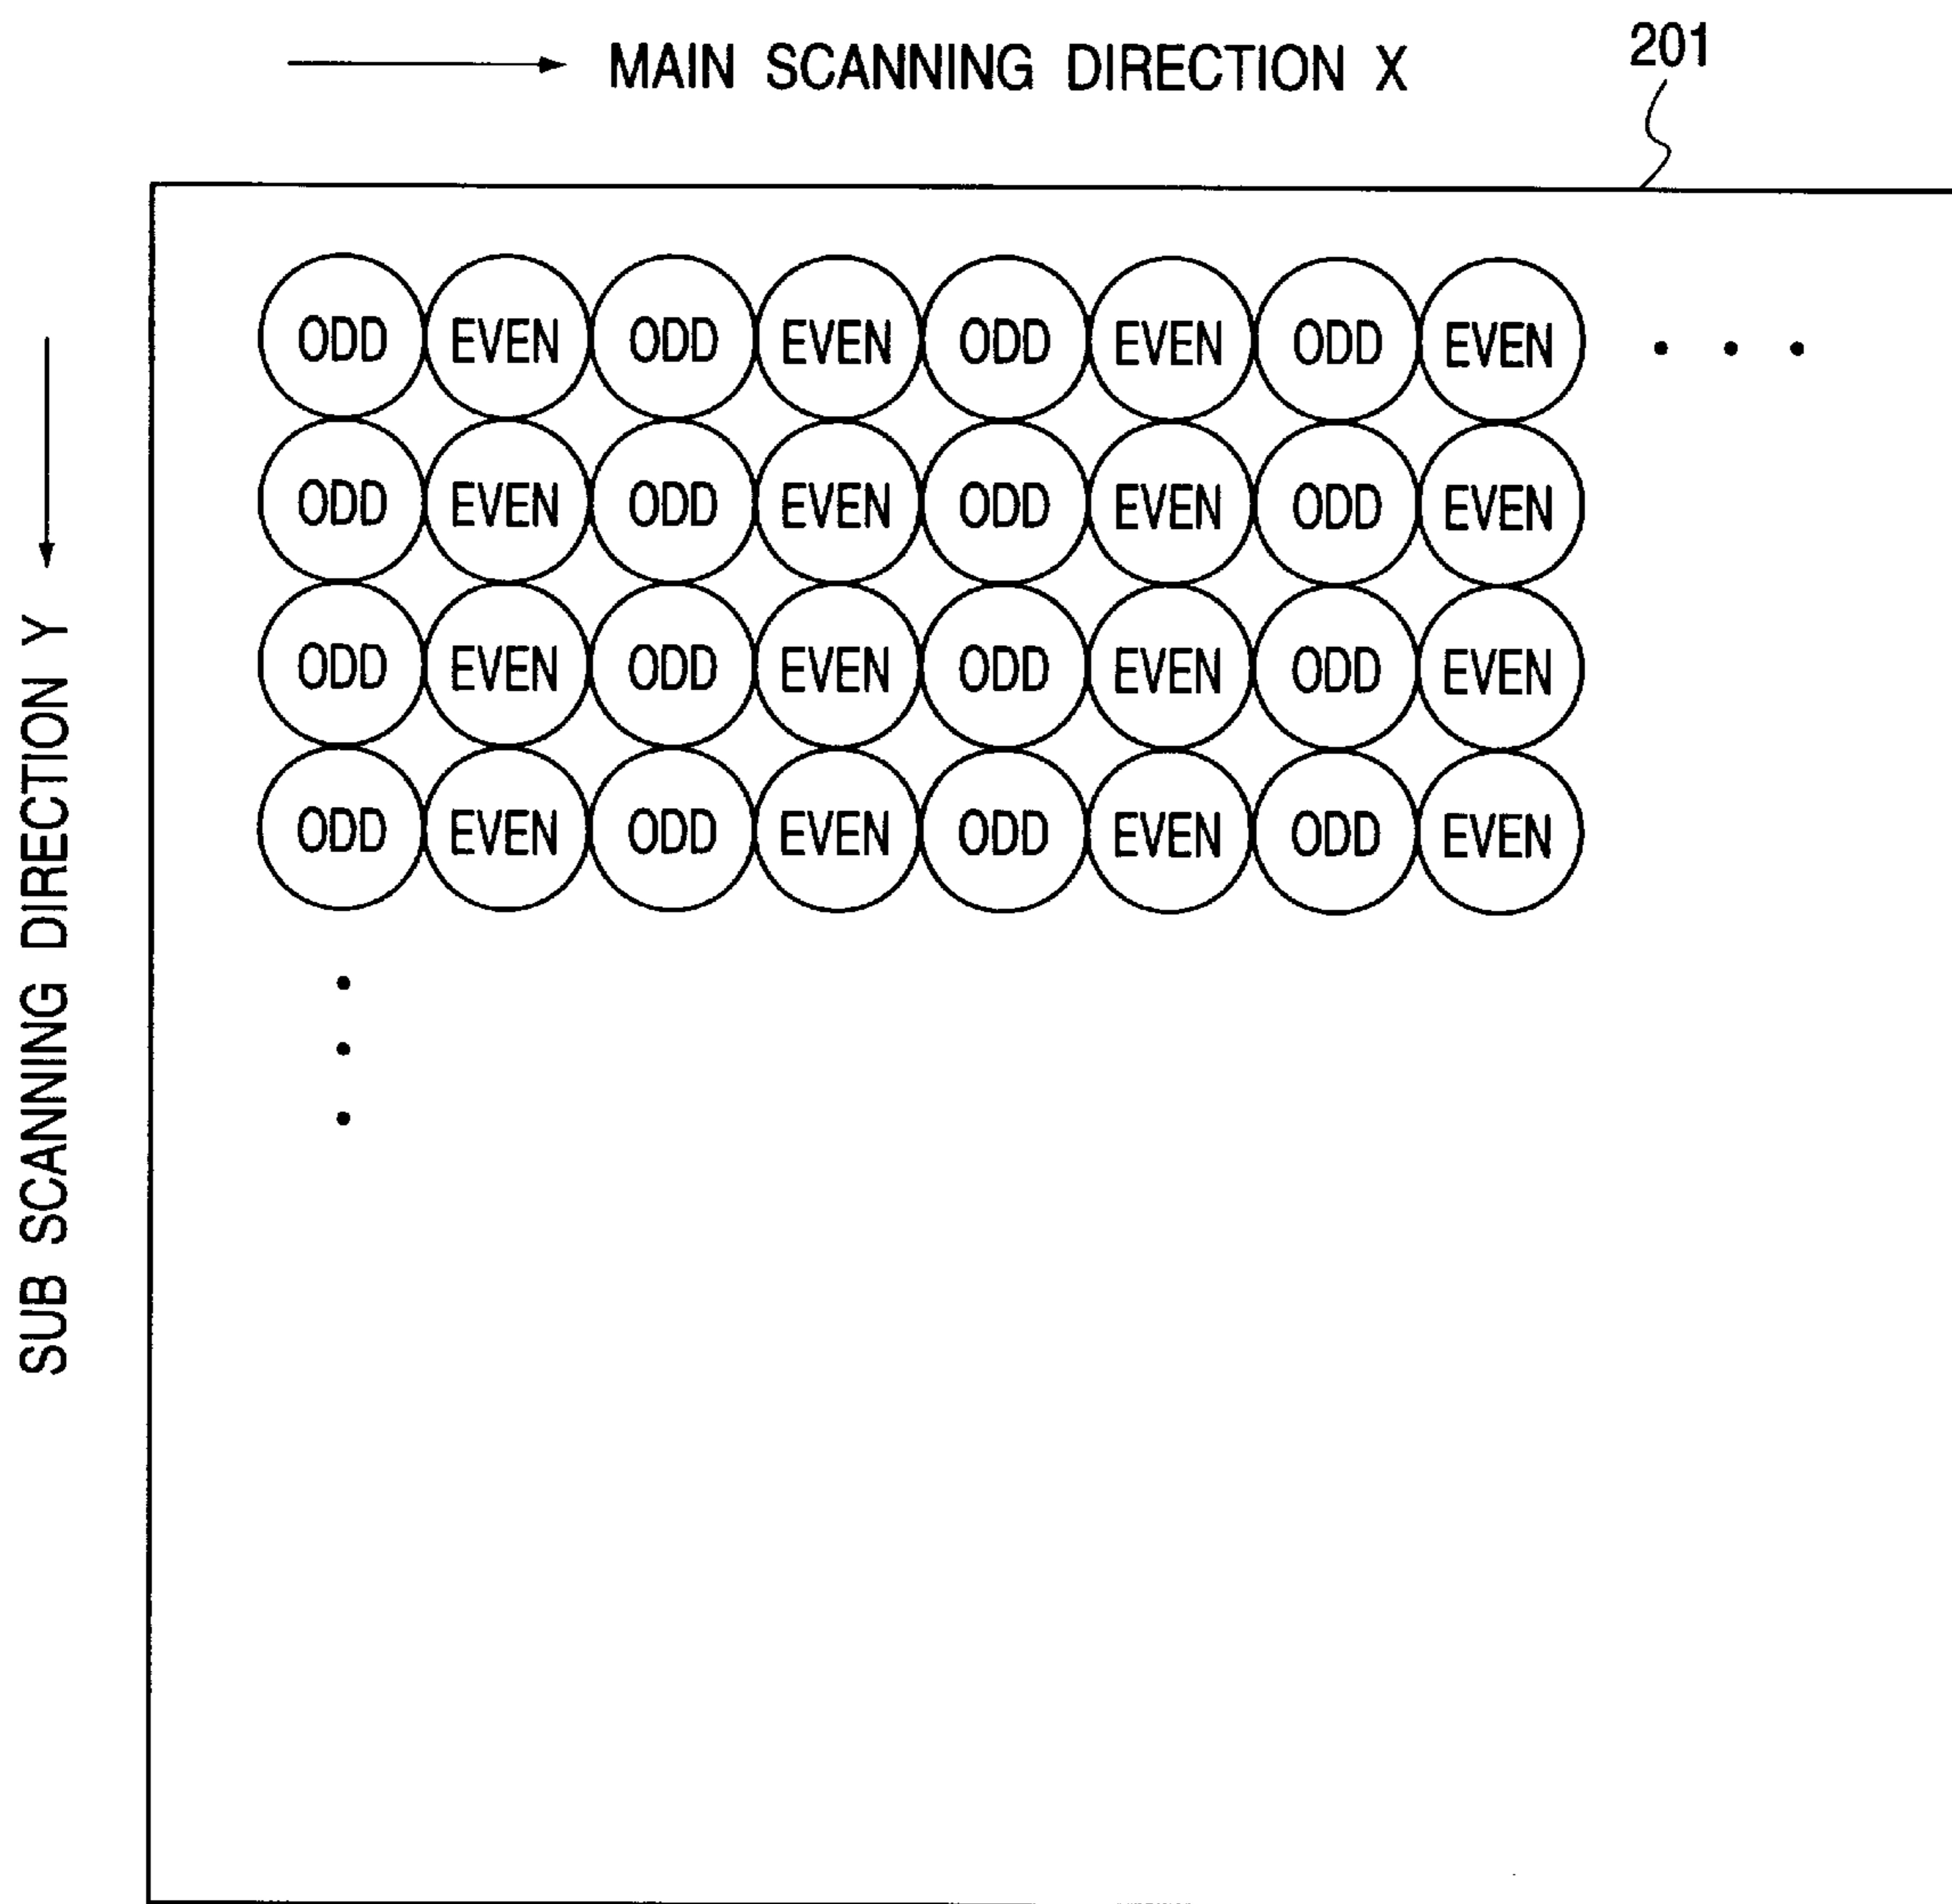 MAIN SCANNING DIRECTION X
201
SUB SCANNING DIRECTION Y
ODD EVEN ODD EVEN ODD EVEN ODD EVEN . . .
ODD EVEN ODD EVEN ODD EVEN ODD EVEN
ODD EVEN ODD EVEN ODD EVEN ODD EVEN
ODD EVEN ODD EVEN ODD EVEN ODD EVEN